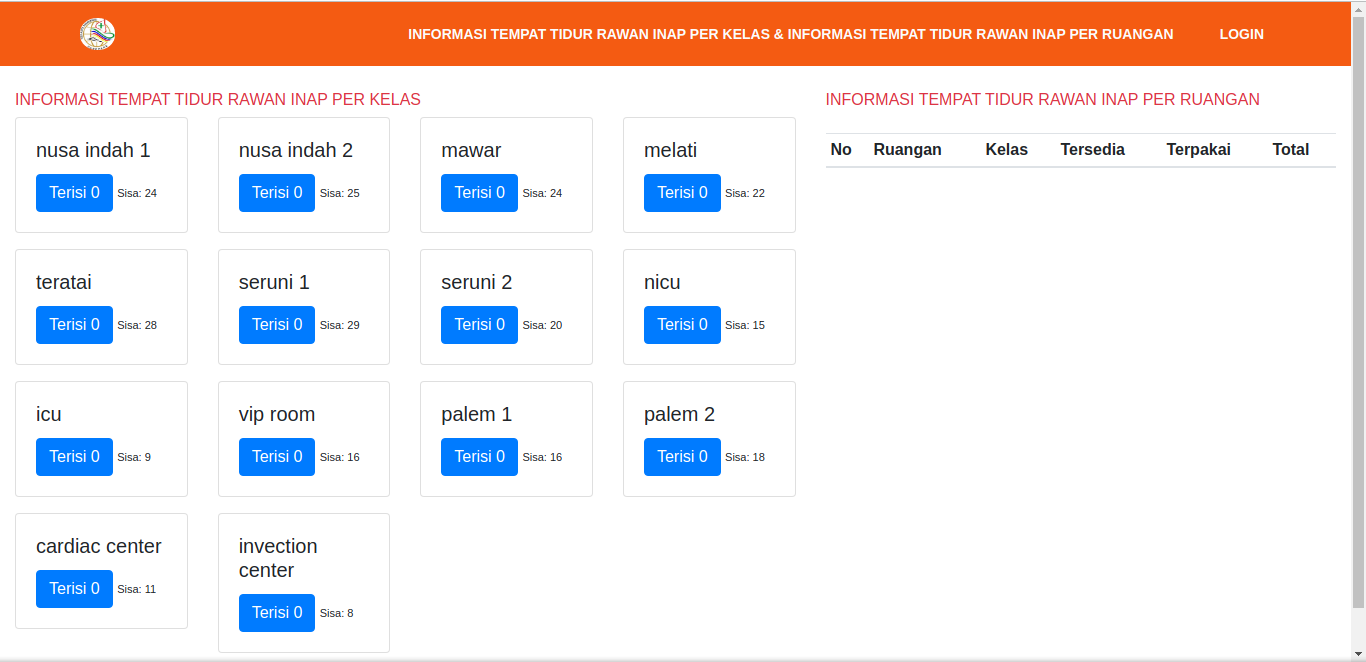 INFORMASI TEMPAT TIDUR RAWAN INAP PER KELAS & INFORMASI TEMPAT TIDUR RAWAN INAP PER RUANGAN LOGIN
INFORMASI TEMPAT TIDUR RAWAN INAP PER KELAS
nusa indah 1
Terisi 0 Sisa: 24
nusa indah 2
Terisi 0 Sisa: 25
mawar
Terisi 0 Sisa: 24
melati
Terisi 0 Sisa: 22
teratai
Terisi 0 Sisa: 28
seruni 1
Terisi 0 Sisa: 29
seruni 2
Terisi 0 Sisa: 20
nicu
Terisi 0 Sisa: 15
icu
Terisi 0 Sisa: 9
vip room
Terisi 0 Sisa: 16
palem 1
Terisi 0 Sisa: 16
palem 2
Terisi 0 Sisa: 18
cardiac center
Terisi 0 Sisa: 11
invection
center
Terisi 0 Sisa: 8
INFORMASI TEMPAT TIDUR RAWAN INAP PER RUANGAN
No Ruangan Kelas Tersedia Terpakai Total